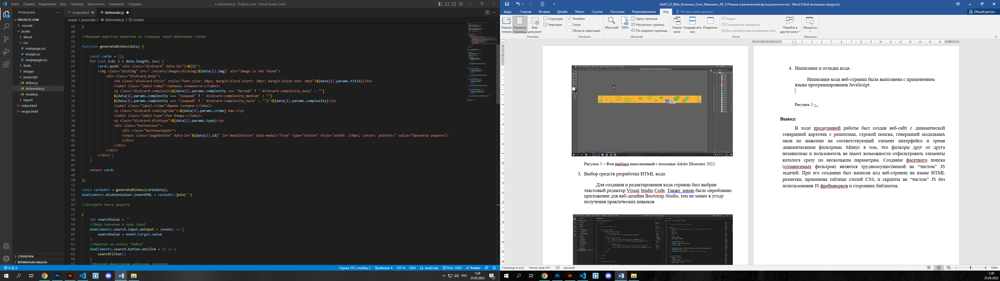 Файл Правка Выделение Вид Переход Выполнить Терминал Справка
● dishrender.js - ProjectC.com - Visual Studio Code
ПРОВОДНИК
PROJECTC.COM
.vscode
assets
about
css
mainpage.css
modal.css
recipepage.css
fonts
images
javascript
dishes.js
dishrender.js
modal.js
report
index.html
recipe.html
СТРУКТУРА
ВРЕМЕННАЯ ШКАЛА
recipe.html ● dishrender.js ●
assets > javascript > dishrender.js > onclick
19 }
20
21 //Выводим карточки рецептов на страницу через шаблонные строки
22
23 function generateDishes(data) {
24
25 const cards = [];
26 for (let i=0; i < data.length; i++) {
27 cards.push(`<div class="dishcard" data-id="id${i}">
28 <img class="dishimg" src="./assets/images/dishimg/${data[i].img}" alt="Image is not found">
29 <div class="discard_body">
30 <h4 class="dishcard-title" style="font-size: 20px; margin-block-start: 10px; margin-block-end: 10px">${data[i].params.title}</h4>
31 <label class="label-compl">Уровень сложности:</label>
32 <p class="dishcard-complexity${data[i].params.complexity === "Легкий" ? ' dishcard-complexity_easy' : ""}
33 ${data[i].params.complexity === "Средний" ? ' dishcard-complexity_medium' : ""}
34 ${data[i].params.complexity === "Сложный" ? ' dishcard-complexity_hard' : ""}">${data[i].params.complexity}</p>
35 <label class="label-ctime">Время готовки:</label>
36 <p class="dishcard-cookingtime">~${data[i].params.ctime} мин.</p>
37 <label class="label-type">Тип блюда:</label>
38 <p class="dishcard-dishtype">${data[i].params.type}</p>
39 <div class="buttoncase">
40 <div class="buttonwrapper">
41 <input class="pagebutton" data-id="${data[i].id}" id="modalbutton" data-modal="true" type="button" style="width: 170px; cursor: pointer;" value="Просмотр рецепта">
42 </div>
43 </div>
44 </div>
45 </div>`)
46 }
47
48 return cards
49
50 };
51
52 const cardsArr = generateDishes(cardsData);
53 domElements.dishContainer.innerHTML = cardsArr.join('')
54
55 //Алгоритм поиск рецепта
56
57 {
58 let searchValue = ''
59 //Ввод значения в поле input
60 domElements.search.input.oninput = (event) => {
61 searchValue = event.target.value
62 }
63 //Нажатие на кнопку "Найти"
64 domElements.search.button.onclick = () => {
65 searchFilter()
66 }
67 //Функция фильтрации найденных рецептов
0 0 Строка 151, столбец 2 Пробелов: 4 UTF-8 CRLF JavaScript Port : 5501 Prettier
РУС 1:39
25.05.2023
ИиКТ_22_ВМв_Хаченков_Олег_Иванович_ЛР_2 [Режим ограниченной функциональности] - Word (Сбой активации продукта)
Файл Главная Вставка Дизайн Макет Ссылки Рассылки Рецензирование Вид Что вы хотите сделать? Общий доступ
Режим чтения
Разметка страницы
Веб-документ
Структура
Черновик
Режимы
Линейка
Сетка
Область навигации
Показать
Масштаб
100%
Одна страница
Несколько страниц
По ширине страницы
Масштаб
Новое окно
Упорядочить все
Разделить
Рядом
Синхронная прокрутка
Восстановить расположение окна
Окно
Перейти в другое окно
Макросы
Макросы
Рисунок 5 – Фон навбара выполненный с помощью Adobe Illustrator 2022.
3. Выбор средств разработки HTML кода.
Для создания и редактирования кода страниц был выбран
текстовый редактор Visual Studio Code. Также мною было опробовано
приложение для веб-дизайна Bootstrap Studio, тем не менее в угоду
получения практических навыков
4. Написание и отладка кода.
Написание кода веб-страниц была выполнена с применением
языка программирования JavaScript.
Рисунок 5 – .
Вывод:
В ходе проделанной работы был создан веб-сайт с динамической
генерацией карточек с рецептами, строкой поиска, генерацией модальных
окон по нажатию на соответствующий элемент интерфейса и тремя
динамическими фильтрами. Минус в том, что фильтры друг от друга
независимы и пользователь не имеет возможности отфильтровать элементы
каталога сразу по нескольким параметрам. Создание фасетного поиска
(созависимых фильтров) является трудноосуществимой на “чистом” JS
задачей. При его создании был написан код веб-страниц на языке HTML
разметки, применена таблица стилей CSS, и скрипты на “чистом” JS без
использования JS фреймворков и сторонних библиотек.
Страница 6 из 6 Число слов: 451 русский 100%
1:39
25.05.2023